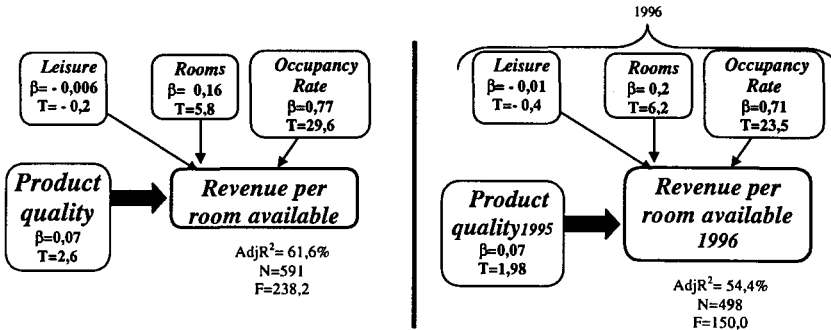 Leisure
β= - 0,006
T= - 0,2
Rooms
β= 0,16
T=5,8
Occupancy
Rate
β=0,77
T=29,6
Product
quality
β=0,07
T=2,6
Revenue per
room available
AdjR²= 61,6%
N=591
F=238,2
1996
Leisure
β= - 0,01
T= - 0,4
Rooms
β= 0,2
T=6,2
Occupancy
Rate
β=0,71
T=23,5
Product
quality1995
β=0,07
T=1,98
Revenue per
room available
1996
AdjR²= 54,4%
N=498
F=150,0